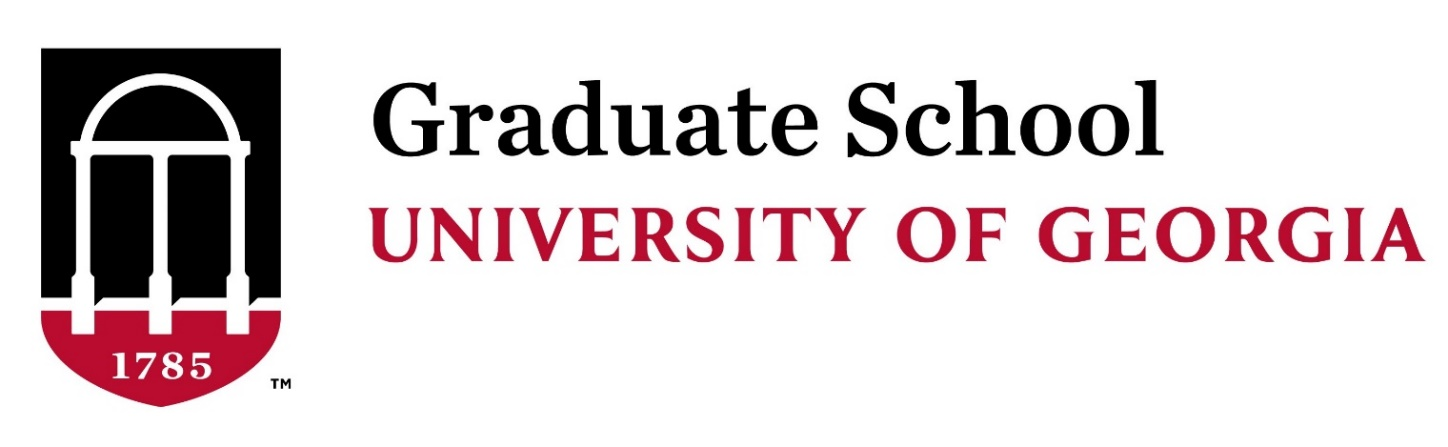 Graduate School
UNIVERSITY OF GEORGIA
1785
TM